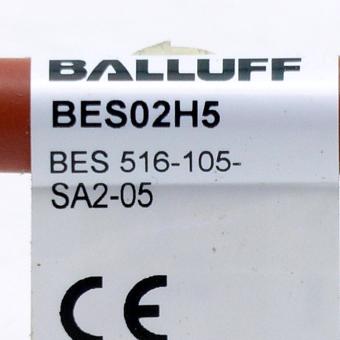 BALLUFF
BES02H5
BES 516-105-
SA2-05
CE